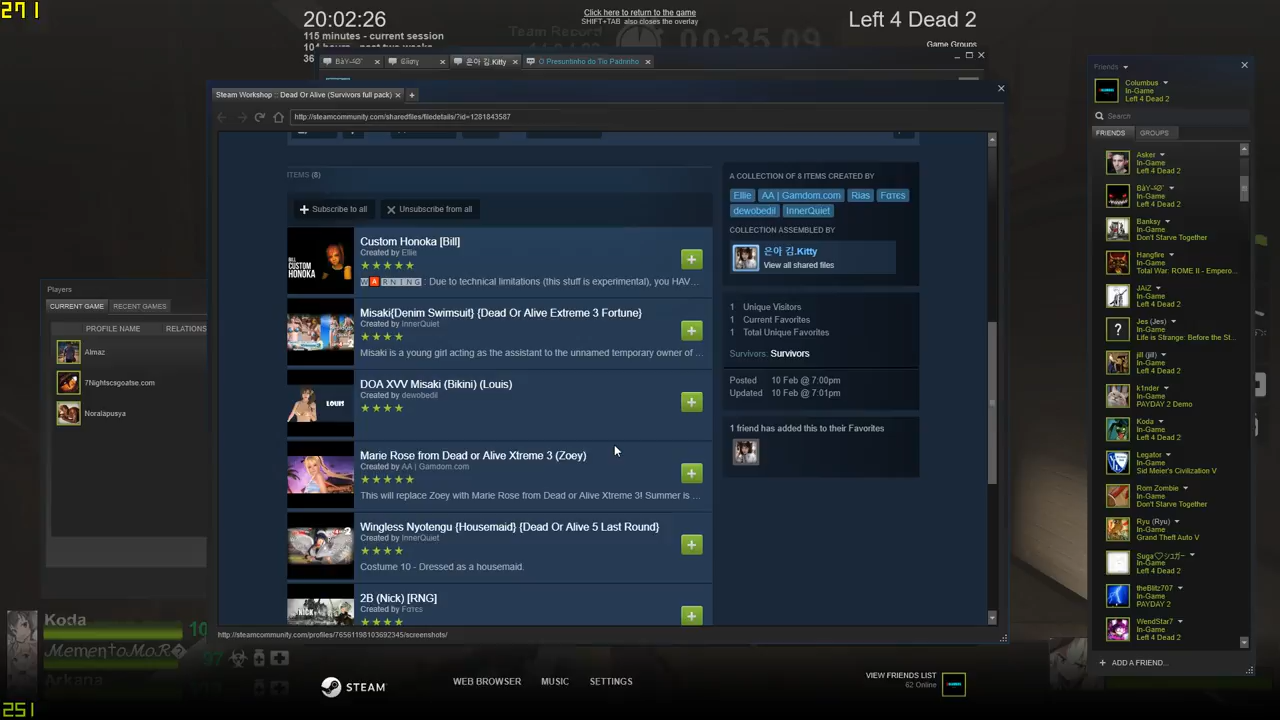 271
20:02:26
115 minutes - current session
Click here to return to the game
SHIFT+TAB also closes the overlay
Team Record
00:35.09
Left 4 Dead 2
Game Groups
은아 김.Kitty
O Presuntinho do Tio Padrinho
Steam Workshop :: Dead Or Alive (Survivors full pack)
http://steamcommunity.com/sharedfiles/filedetails/?id=1281843587
ITEMS (8)
Subscribe to all
Unsubscribe from all
Custom Honoka [Bill]
Created by Ellie
BILL
CUSTOM
HONOKA
WARNING : Due to technical limitations (this stuff is experimental), you HAV...
Misaki{Denim Swimsuit} {Dead Or Alive Extreme 3 Fortune}
Created by InnerQuiet
Misaki is a young girl acting as the assistant to the unnamed temporary owner of ...
DOA XVV Misaki (Bikini) (Louis)
Created by dewobedil
LOUIS
Marie Rose from Dead or Alive Xtreme 3 (Zoey)
Created by AA | Gamdom.com
This will replace Zoey with Marie Rose from Dead or Alive Xtreme 3! Summer is ...
Wingless Nyotengu {Housemaid} {Dead Or Alive 5 Last Round}
Created by InnerQuiet
Costume 10 - Dressed as a housemaid.
2B (Nick) [RNG]
http://steamcommunity.com/profiles/76561198103692345/screenshots/
A COLLECTION OF 8 ITEMS CREATED BY
Ellie AA | Gamdom.com Rias Fατεs
dewobedil InnerQuiet
COLLECTION ASSEMBLED BY
은아 김.Kitty
View all shared files
1 Unique Visitors
1 Current Favorites
1 Total Unique Favorites
Survivors: Survivors
Posted 10 Feb @ 7:00pm
Updated 10 Feb @ 7:01pm
1 friend has added this to their Favorites
Players
CURRENT GAME RECENT GAMES
PROFILE NAME RELATIONS
Almaz
7Nightscsgoatse.com
Noralapusya
Friends
Columbus
In-Game
Left 4 Dead 2
Search
FRIENDS GROUPS
Asker
In-Game
Left 4 Dead 2
In-Game
Left 4 Dead 2
Banksy
In-Game
Don't Starve Together
Hangfire
In-Game
Total War: ROME II - Empero...
JAiZ
In-Game
Left 4 Dead 2
Jes (Jes)
In-Game
Life is Strange: Before the St...
jill (jill)
In-Game
Left 4 Dead 2
k1nder
In-Game
PAYDAY 2 Demo
Koda
In-Game
Left 4 Dead 2
Legator
In-Game
Sid Meier's Civilization V
Rom Zombie
In-Game
Don't Starve Together
Ryu (Ryu)
In-Game
Grand Theft Auto V
In-Game
Left 4 Dead 2
theBlitz707
In-Game
PAYDAY 2
WendStar7
In-Game
Left 4 Dead 2
ADD A FRIEND...
Koda
Arkana
97
STEAM
WEB BROWSER MUSIC SETTINGS
VIEW FRIENDS LIST
62 Online
251